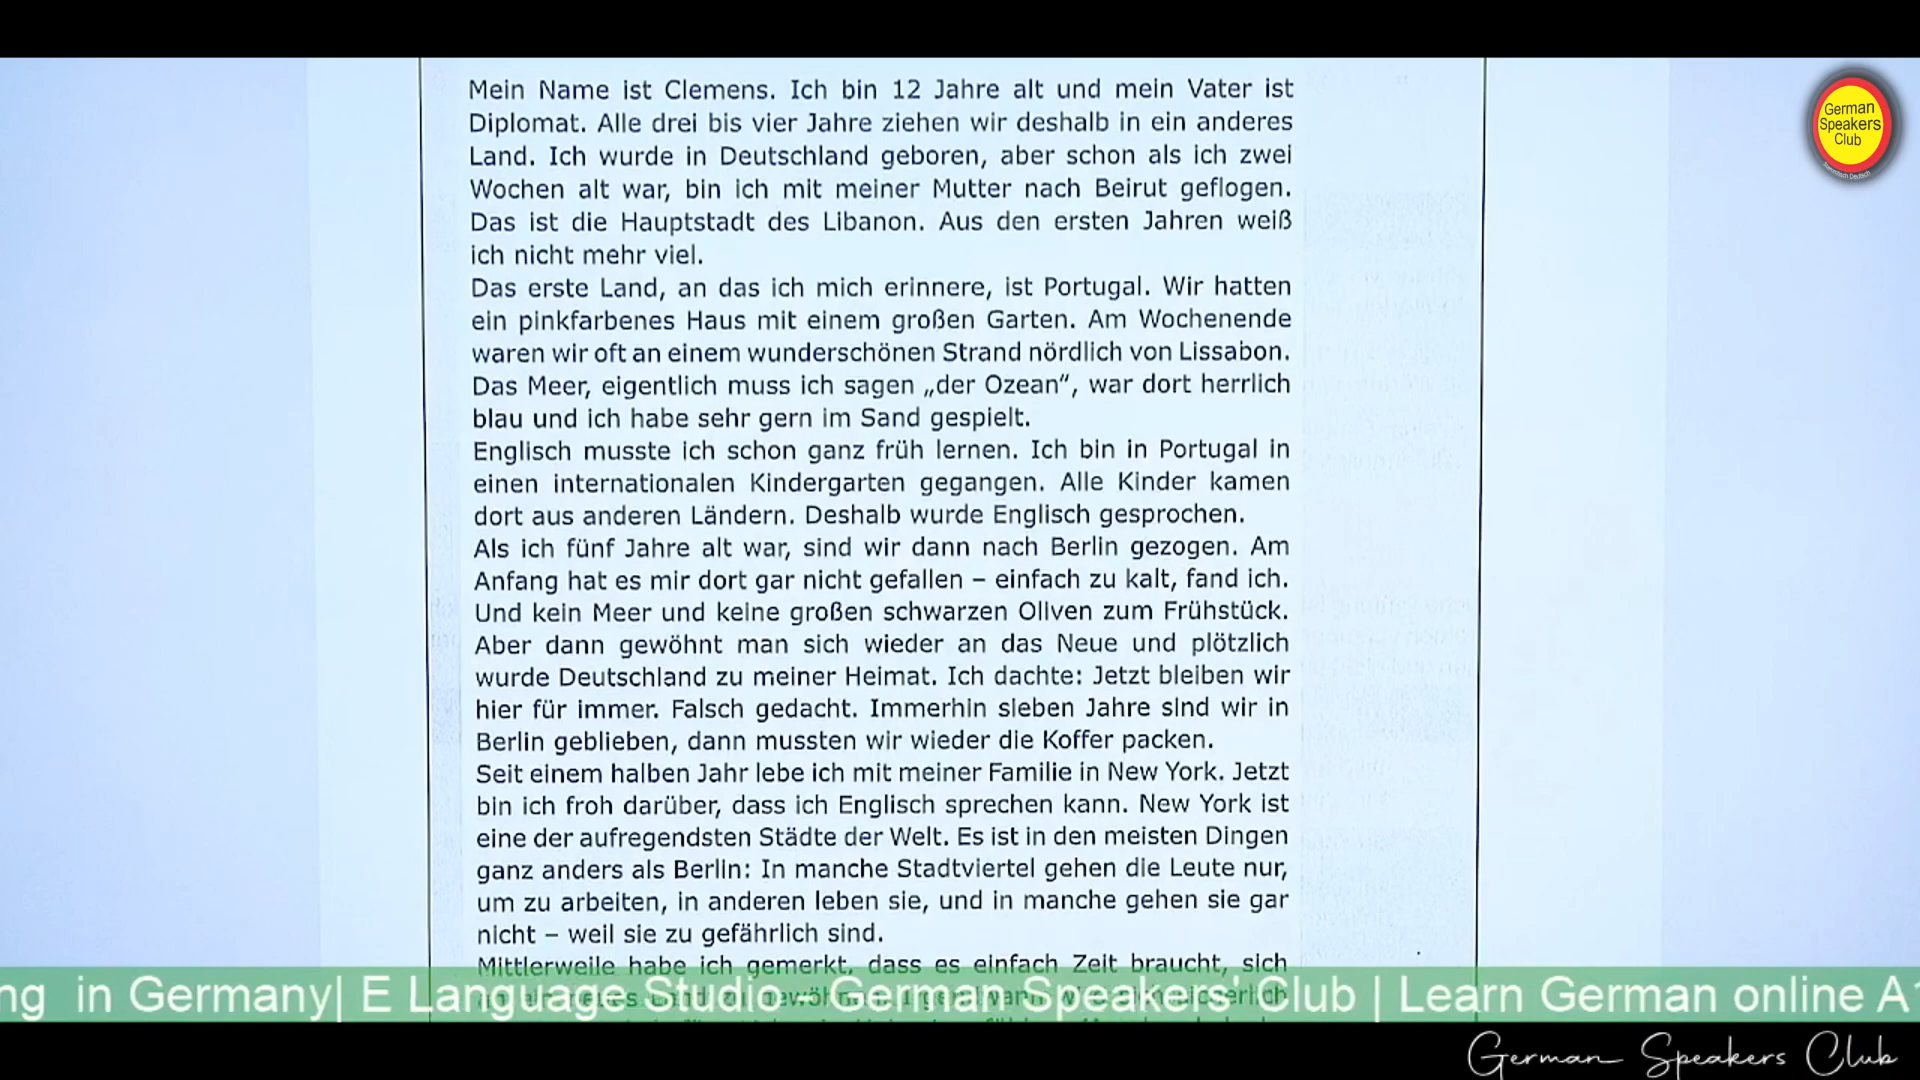 Mein Name ist Clemens. Ich bin 12 Jahre alt und mein Vater ist
Diplomat. Alle drei bis vier Jahre ziehen wir deshalb in ein anderes
Land. Ich wurde in Deutschland geboren, aber schon als ich zwei
Wochen alt war, bin ich mit meiner Mutter nach Beirut geflogen.
Das ist die Hauptstadt des Libanon. Aus den ersten Jahren weiß
ich nicht mehr viel.
Das erste Land, an das ich mich erinnere, ist Portugal. Wir hatten
ein pinkfarbenes Haus mit einem großen Garten. Am Wochenende
waren wir oft an einem wunderschönen Strand nördlich von Lissabon.
Das Meer, eigentlich muss ich sagen „der Ozean“, war dort herrlich
blau und ich habe sehr gern im Sand gespielt.
Englisch musste ich schon ganz früh lernen. Ich bin in Portugal in
einen internationalen Kindergarten gegangen. Alle Kinder kamen
dort aus anderen Ländern. Deshalb wurde Englisch gesprochen.
Als ich fünf Jahre alt war, sind wir dann nach Berlin gezogen. Am
Anfang hat es mir dort gar nicht gefallen – einfach zu kalt, fand ich.
Und kein Meer und keine großen schwarzen Oliven zum Frühstück.
Aber dann gewöhnt man sich wieder an das Neue und plötzlich
wurde Deutschland zu meiner Heimat. Ich dachte: Jetzt bleiben wir
hier für immer. Falsch gedacht. Immerhin sieben Jahre sind wir in
Berlin geblieben, dann mussten wir wieder die Koffer packen.
Seit einem halben Jahr lebe ich mit meiner Familie in New York. Jetzt
bin ich froh darüber, dass ich Englisch sprechen kann. New York ist
eine der aufregendsten Städte der Welt. Es ist in den meisten Dingen
ganz anders als Berlin: In manche Stadtviertel gehen die Leute nur,
um zu arbeiten, in anderen leben sie, und in manche gehen sie gar
nicht – weil sie zu gefährlich sind.
Mittlerweile habe ich gemerkt, dass es einfach Zeit braucht, sich
ng in Germany| E Language Studio - German Speakers' Club | Learn German online A1
German
Speakers
Club
Stammtisch Deutsch
German Speakers Club